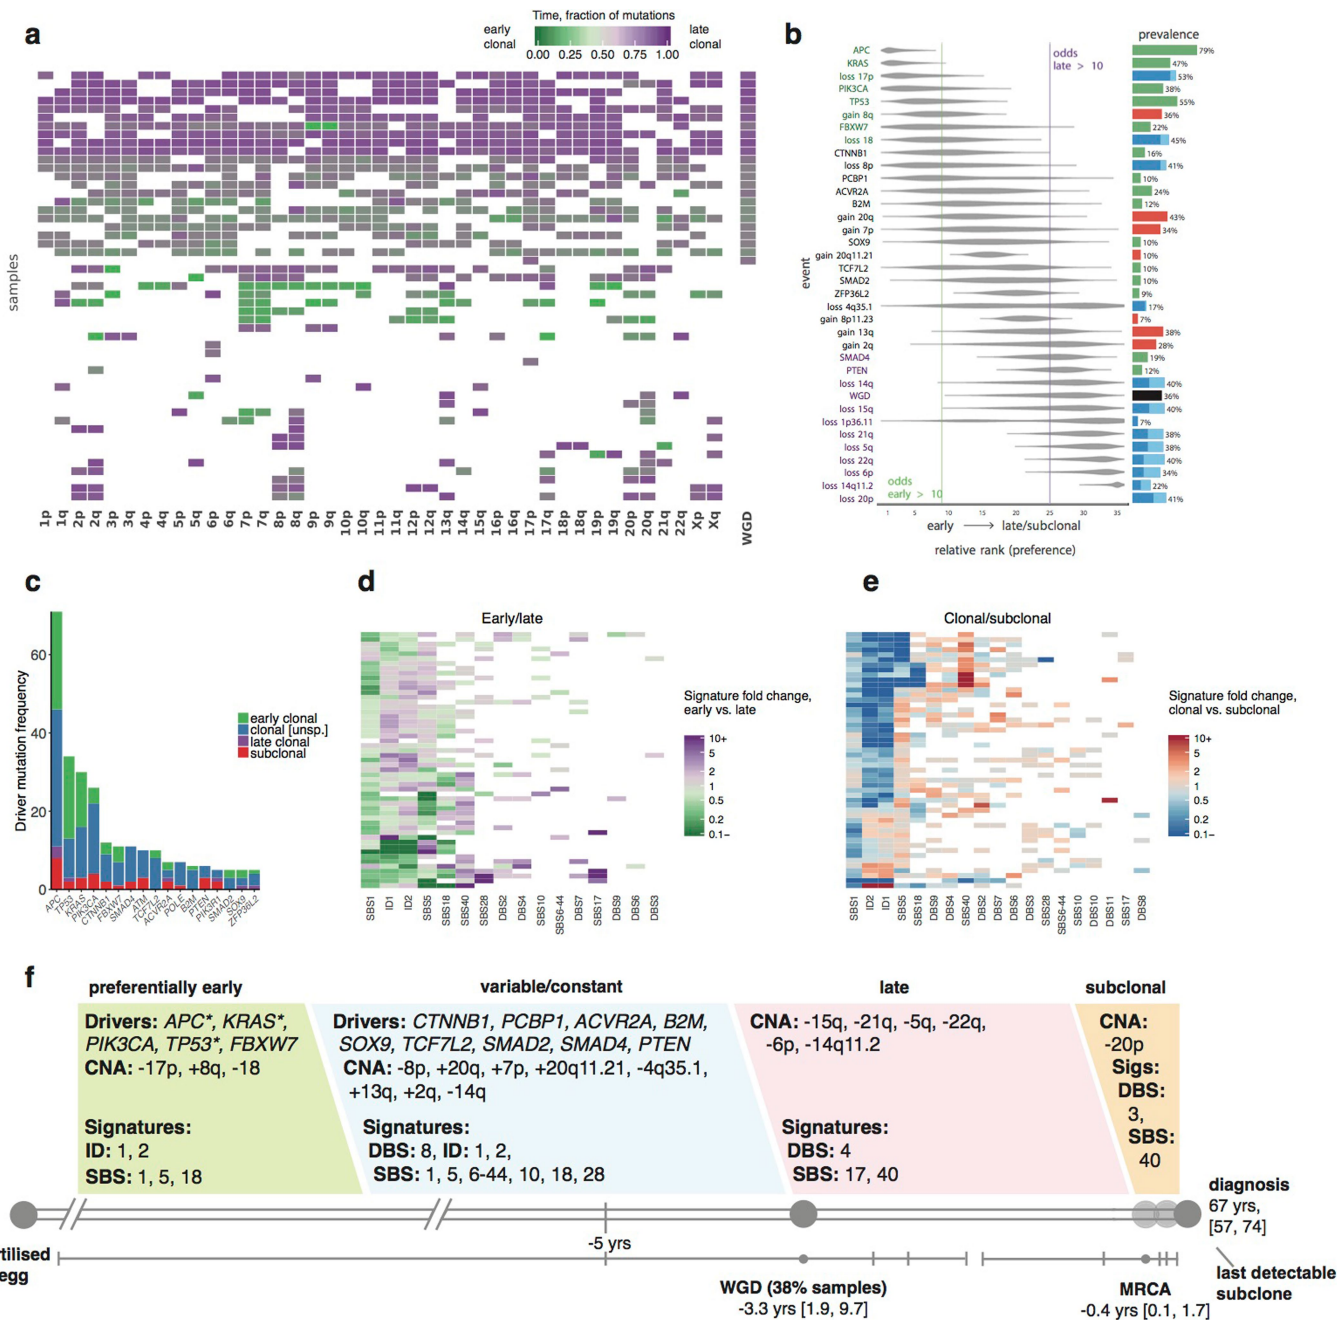 a
Time, fraction of mutations
early
clonal
late
clonal
0.00 0.25 0.50 0.75 1.00
samples
1p 1q 2p 2q 3p 3q 4p 4q 5p 5q 6p 6q 7p 7q 8p 8q 9p 9q 10p 10q 11p 11q 12p 12q 13q 14q 15q 16p 16q 17p 17q 18p 18q 19p 19q 20p 20q 21q 22q Xp Xq WGD
b
prevalence
odds
late > 10
event
APC 79%
KRAS 47%
loss 17p 53%
PIK3CA 38%
TP53 55%
gain 8q 36%
FBXW7 22%
loss 18 45%
CTNNB1 16%
loss 8p 41%
PCBP1 10%
ACVR2A 24%
B2M 12%
gain 20q 43%
gain 7p 34%
SOX9 10%
gain 20q11.21 10%
TCF7L2 10%
SMAD2 10%
ZFP36L2 9%
loss 4q35.1 17%
gain 8p11.23 7%
gain 13q 38%
gain 2q 28%
SMAD4 19%
PTEN 12%
loss 14q 40%
WGD 36%
loss 15q 40%
loss 1p36.11 7%
loss 21q 38%
loss 5q 38%
loss 22q 40%
loss 6p 34%
loss 14q11.2 22%
loss 20p 41%
odds
early > 10
1 5 10 15 20 25 30 35
early → late/subclonal
relative rank (preference)
c
Driver mutation frequency
60
40
20
0
early clonal
clonal [unsp.]
late clonal
subclonal
APC TP53 KRAS PIK3CA CTNNB1 FBXW7 SMAD4 ATM TCF7L2 ACVR2A POLE B2M PTEN PIK3R1 SMAD2 SOX9 ZFP36L2
d
Early/late
Signature fold change,
early vs. late
10+
5
2
1
0.5
0.2
0.1−
SBS1 ID1 ID2 SBS5 SBS18 SBS40 SBS28 DBS2 DBS4 SBS10 SBS6-44 DBS7 SBS17 DBS9 DBS6 DBS3
e
Clonal/subclonal
Signature fold change,
clonal vs. subclonal
10+
5
2
1
0.5
0.2
0.1−
SBS1 ID2 ID1 SBS5 SBS18 DBS9 DBS4 SBS40 DBS2 DBS7 DBS6 DBS3 SBS28 SBS6-44 SBS10 DBS10 DBS11 SBS17 DBS8
f
preferentially early
variable/constant
late
subclonal
Drivers: APC*, KRAS*,
PIK3CA, TP53*, FBXW7
CNA: -17p, +8q, -18
Signatures:
ID: 1, 2
SBS: 1, 5, 18
Drivers: CTNNB1, PCBP1, ACVR2A, B2M,
SOX9, TCF7L2, SMAD2, SMAD4, PTEN
CNA: -8p, +20q, +7p, +20q11.21, -4q35.1,
+13q, +2q, -14q
Signatures:
DBS: 8, ID: 1, 2,
SBS: 1, 5, 6-44, 10, 18, 28
CNA: -15q, -21q, -5q, -22q,
-6p, -14q11.2
Signatures:
DBS: 4
SBS: 17, 40
CNA:
-20p
Sigs:
DBS:
3,
SBS:
40
diagnosis
67 yrs,
[57, 74]
-5 yrs
rtilised
egg
WGD (38% samples)
-3.3 yrs [1.9, 9.7]
MRCA
-0.4 yrs [0.1, 1.7]
last detectable
subclone